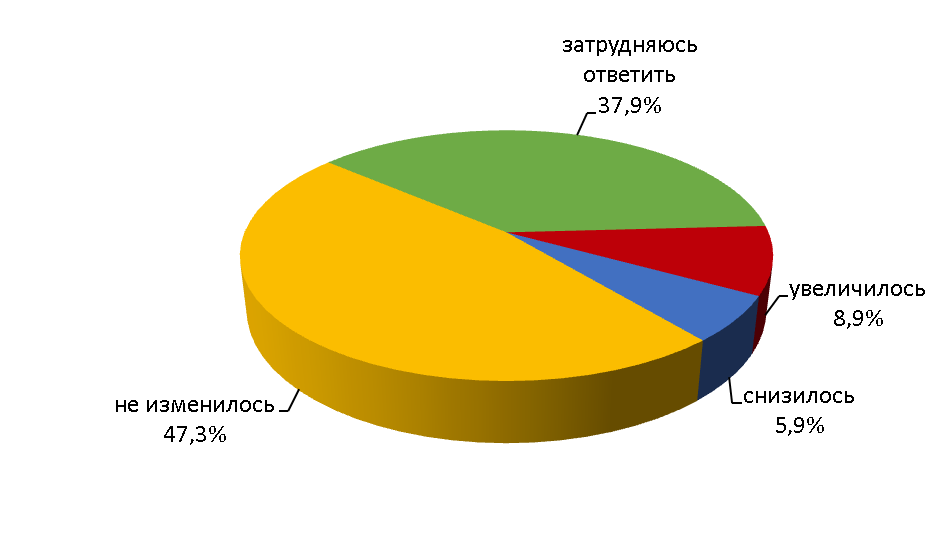 затрудняюсь
ответить
37,9%
увеличилось
8,9%
снизилось
5,9%
не изменилось
47,3%